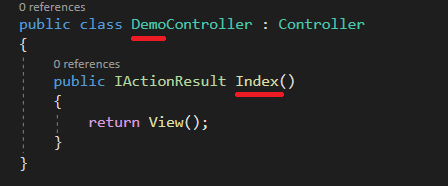 0 references
public class DemoController : Controller
{
0 references
public IActionResult Index()
{
return View();
}
}